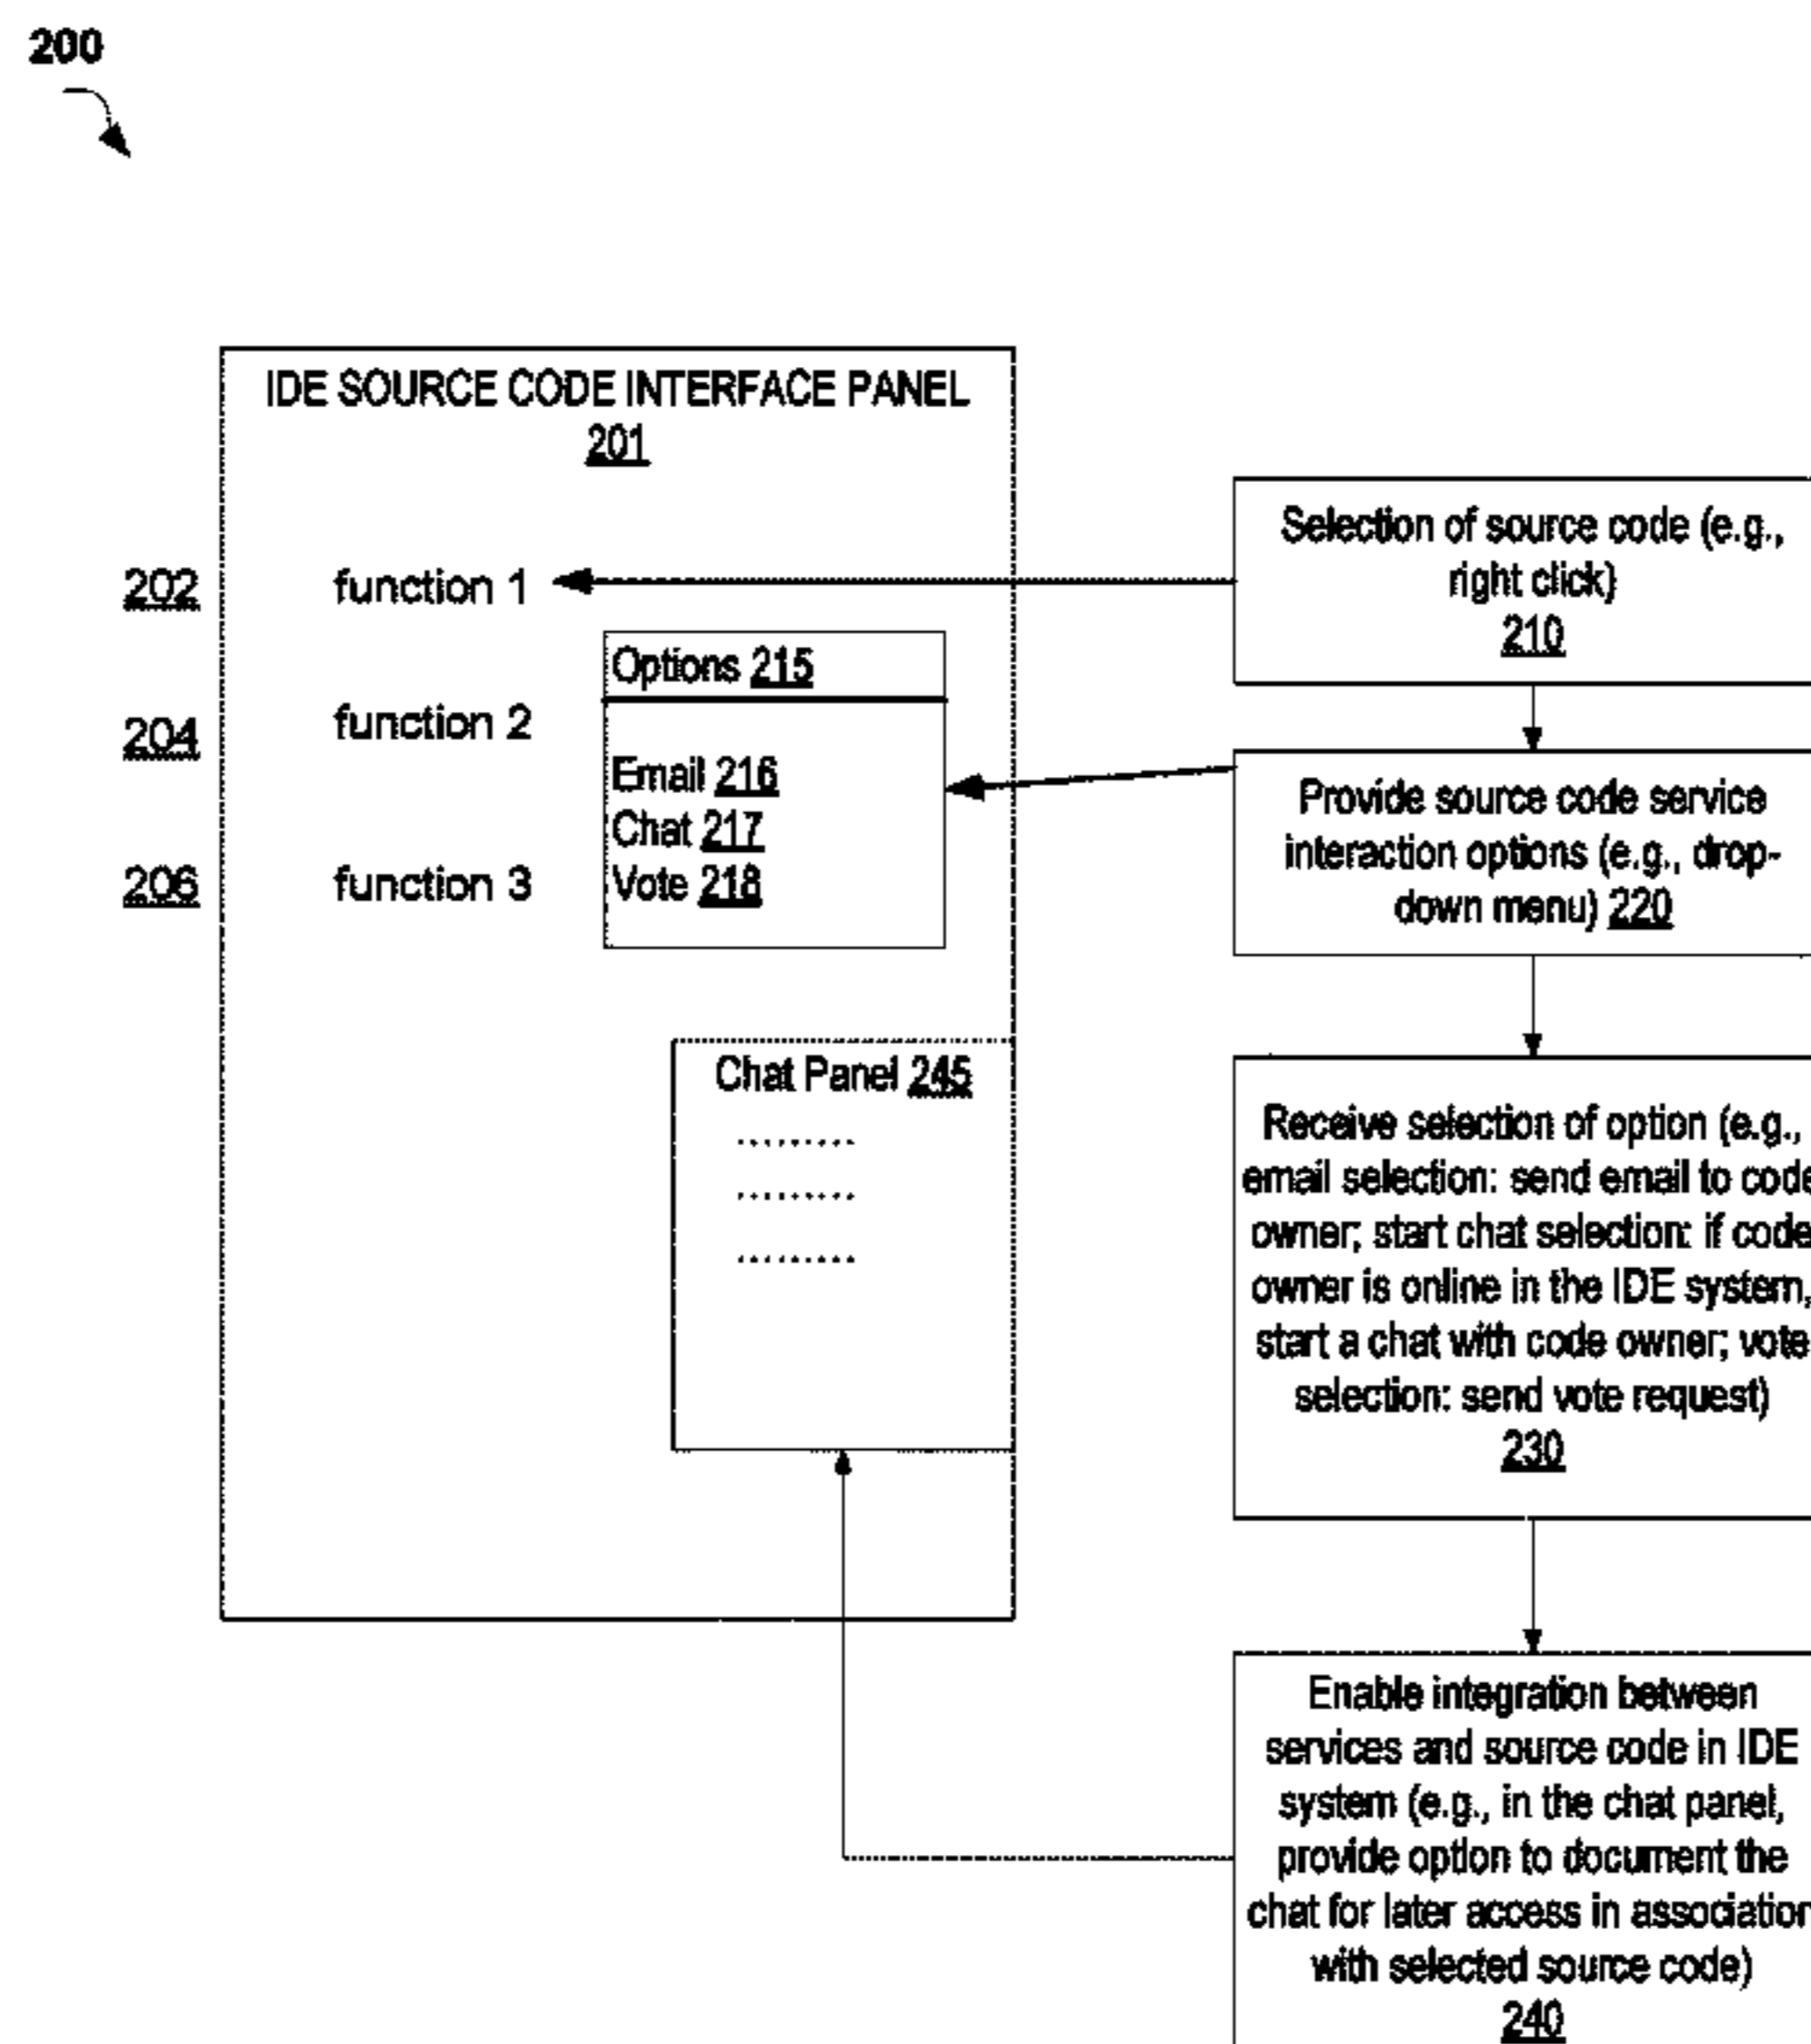 200
IDE SOURCE CODE INTERFACE PANEL
201
202
function 1
Options 215
204
function 2
Email 216
Chat 217
206
function 3
Vote 218
Chat Panel 245
Selection of source code (e.g.,
right click)
210
Provide source code service
interaction options (e.g., drop-
down menu) 220
Receive selection of option (e.g.,
email selection: send email to code
owner; start chat selection: if code
owner is online in the IDE system,
start a chat with code owner; vote
selection: send vote request)
230
Enable integration between
services and source code in IDE
system (e.g., in the chat panel,
provide option to document the
chat for later access in association
with selected source code)
240